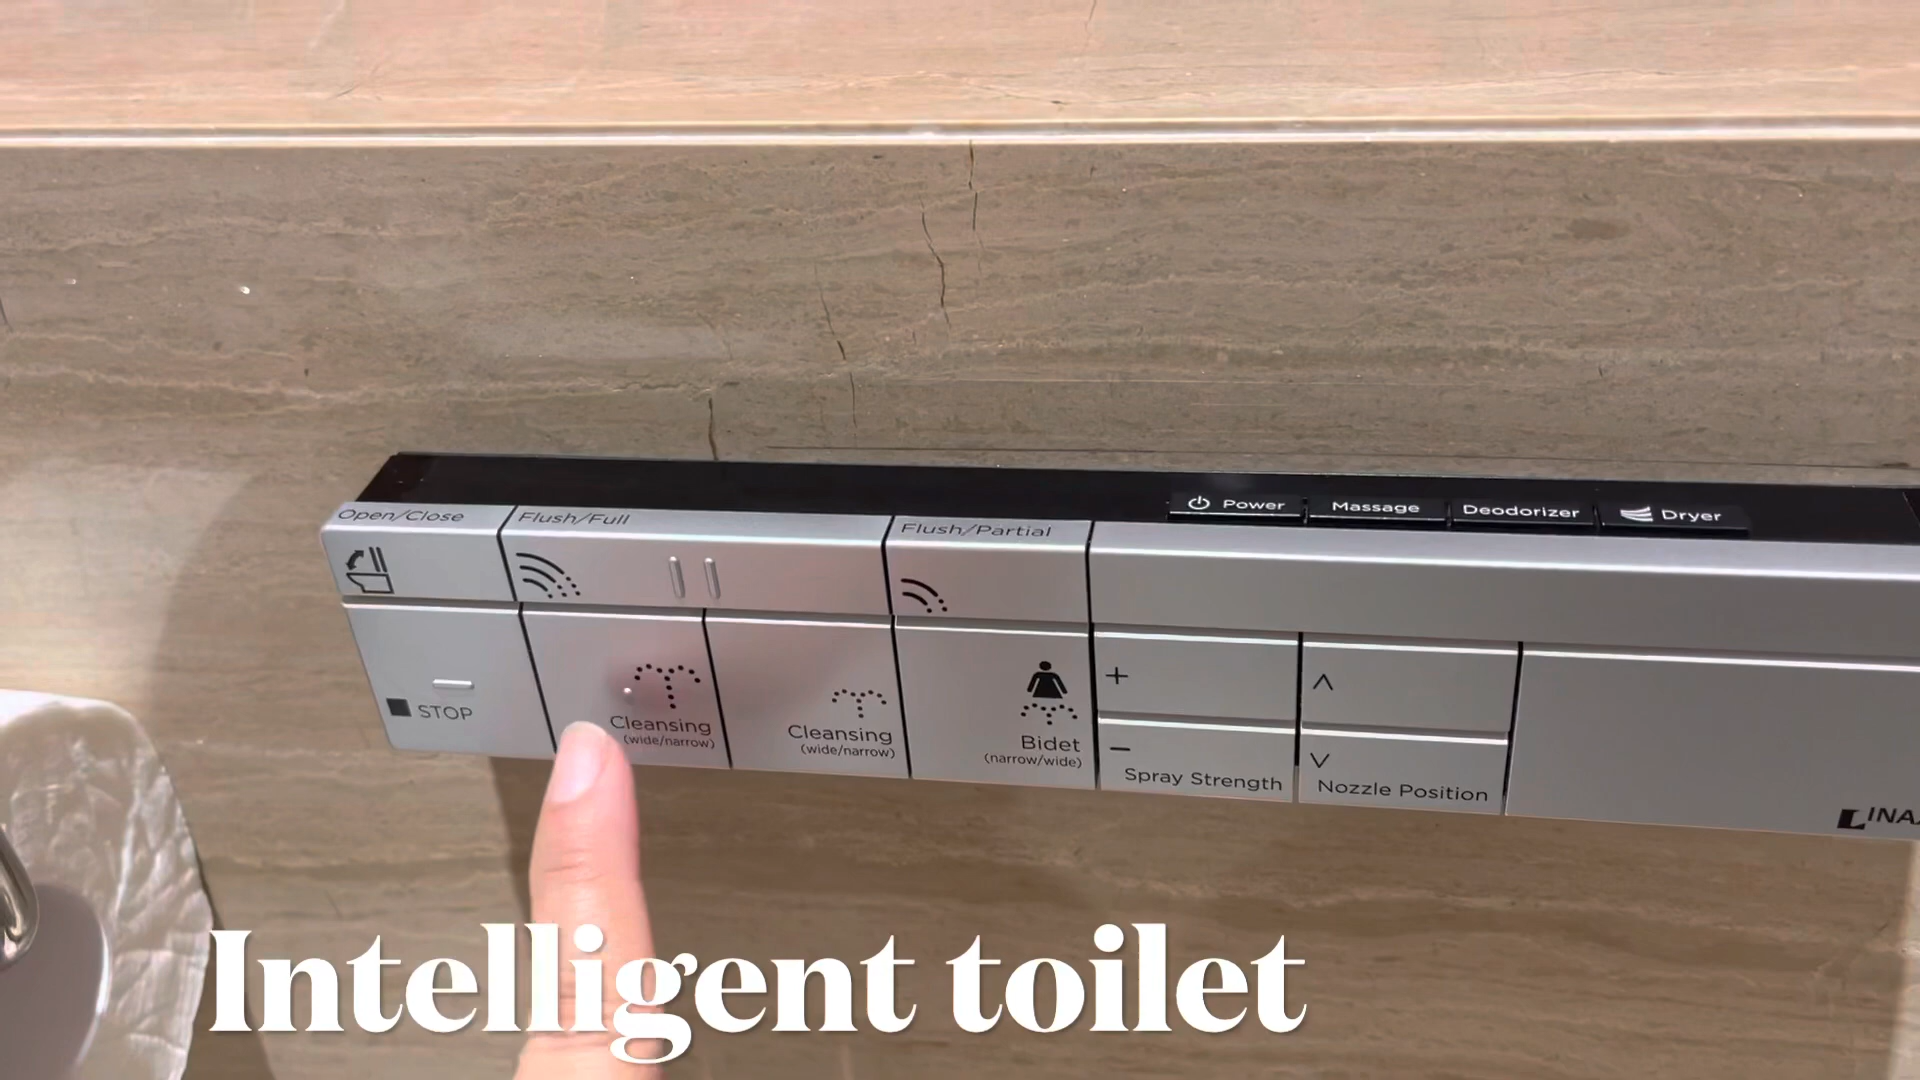 Power Massage Deodorizer Dryer
Open/Close Flush/Full Flush/Partial
STOP
Cleansing
(wide/narrow)
Cleansing
(wide/narrow)
Bidet
(narrow/wide)
+
−
Spray Strength
Nozzle Position
INA
Intelligent toilet